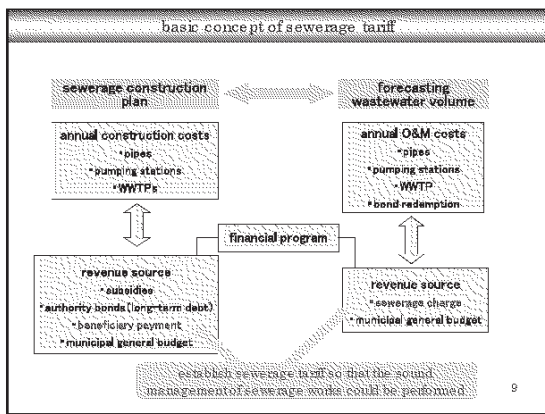 basic concept of sewerage tariff
sewerage construction
plan
forecasting
wastewater volume
annual construction costs
・pipes
・pumping stations
・WWTPs
annual O&M costs
・pipes
・pumping stations
・WWTP
・bond redemption
financial program
revenue source
・subsidies
・authority bonds(long-term debt)
・beneficiary payment
・municipal general budget
revenue source
・sewerage charge
・municipal general budget
establish sewerage tariff so that the sound
management of sewerage works could be performed
9